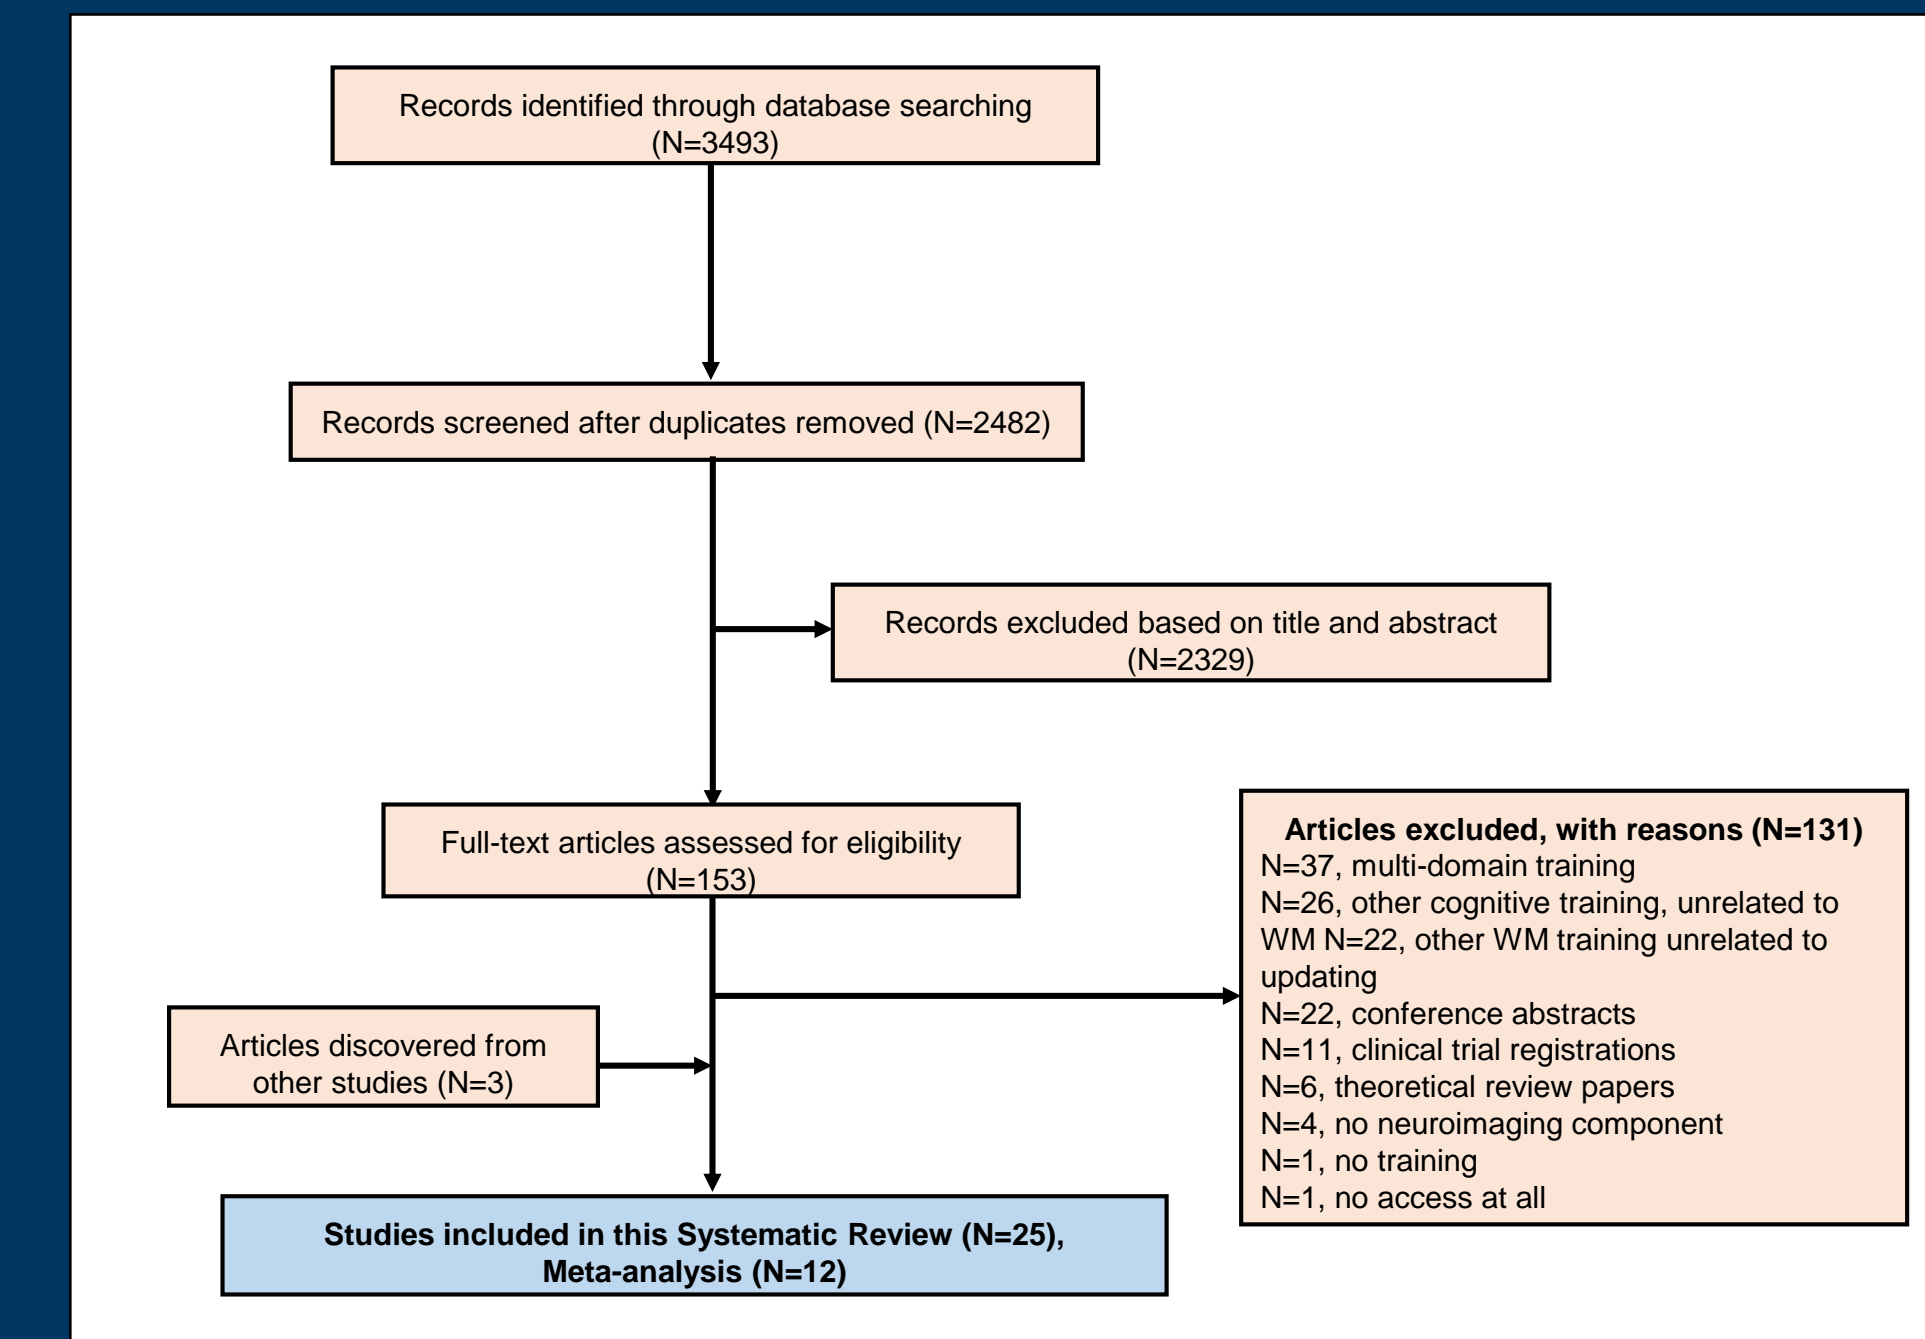 Records identified through database searching
(N=3493)
Records screened after duplicates removed (N=2482)
Records excluded based on title and abstract
(N=2329)
Full-text articles assessed for eligibility
(N=153)
Articles excluded, with reasons (N=131)
N=37, multi-domain training
N=26, other cognitive training, unrelated to
WM N=22, other WM training unrelated to
updating
N=22, conference abstracts
N=11, clinical trial registrations
N=6, theoretical review papers
N=4, no neuroimaging component
N=1, no training
N=1, no access at all
Articles discovered from
other studies (N=3)
Studies included in this Systematic Review (N=25),
Meta-analysis (N=12)